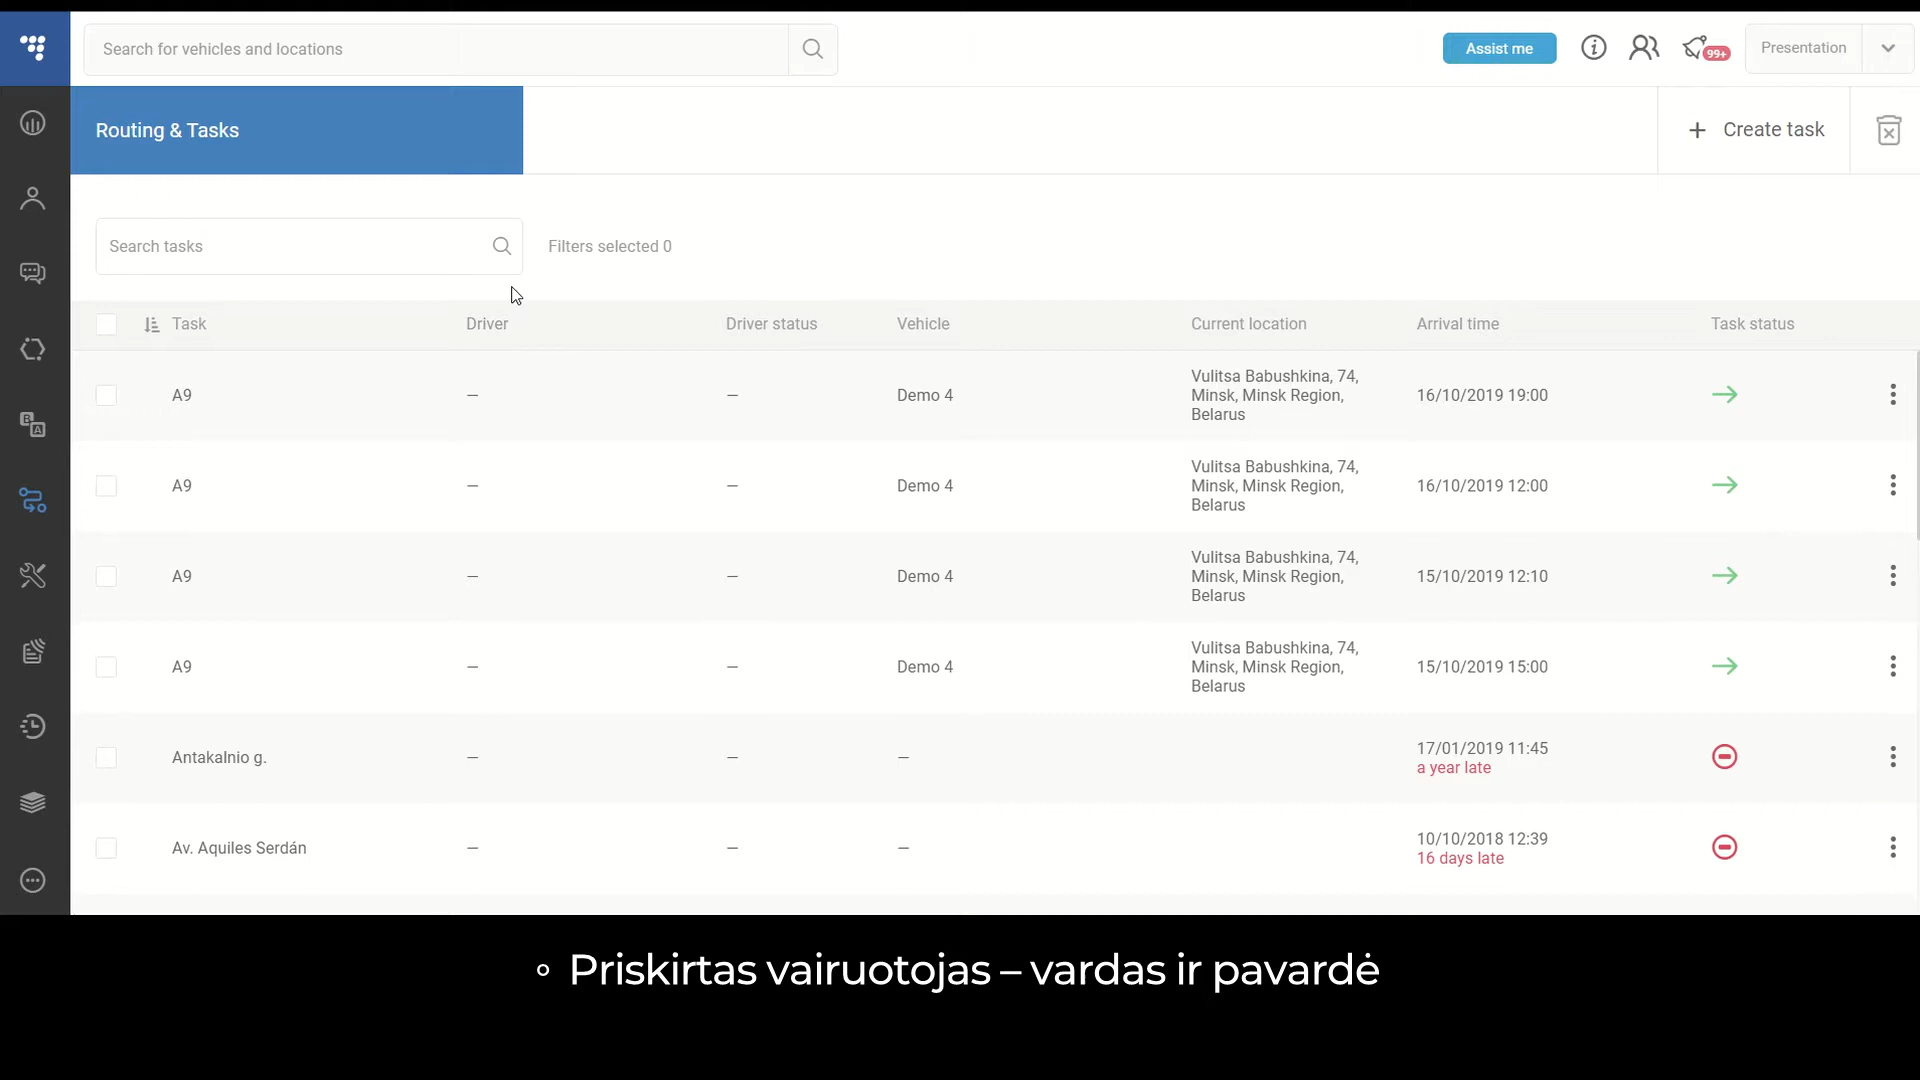 Search for vehicles and locations
Assist me
99+
Presentation
Routing & Tasks
+ Create task
Search tasks
Filters selected 0
Task Driver Driver status Vehicle Current location Arrival time Task status
A9 — — Demo 4 Vulitsa Babushkina, 74,
Minsk, Minsk Region,
Belarus
16/10/2019 19:00
A9 — — Demo 4 Vulitsa Babushkina, 74,
Minsk, Minsk Region,
Belarus
16/10/2019 12:00
A9 — — Demo 4 Vulitsa Babushkina, 74,
Minsk, Minsk Region,
Belarus
15/10/2019 12:10
A9 — — Demo 4 Vulitsa Babushkina, 74,
Minsk, Minsk Region,
Belarus
15/10/2019 15:00
Antakalnio g. — — — 17/01/2019 11:45
a year late
Av. Aquiles Serdán — — — 10/10/2018 12:39
16 days late
◦ Priskirtas vairuotojas – vardas ir pavardė